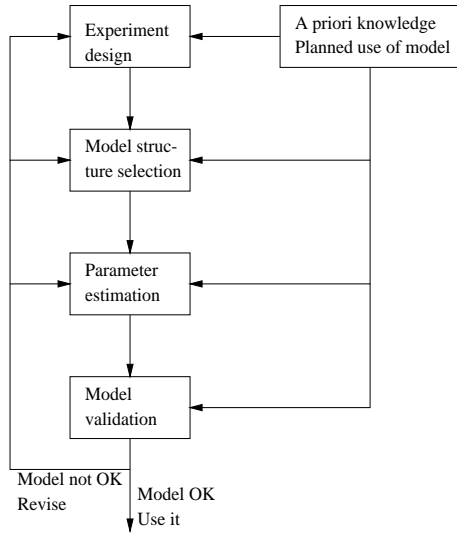 Experiment
design
A priori knowledge
Planned use of model
Model struc-
ture selection
Parameter
estimation
Model
validation
Model not OK
Revise
Model OK
Use it